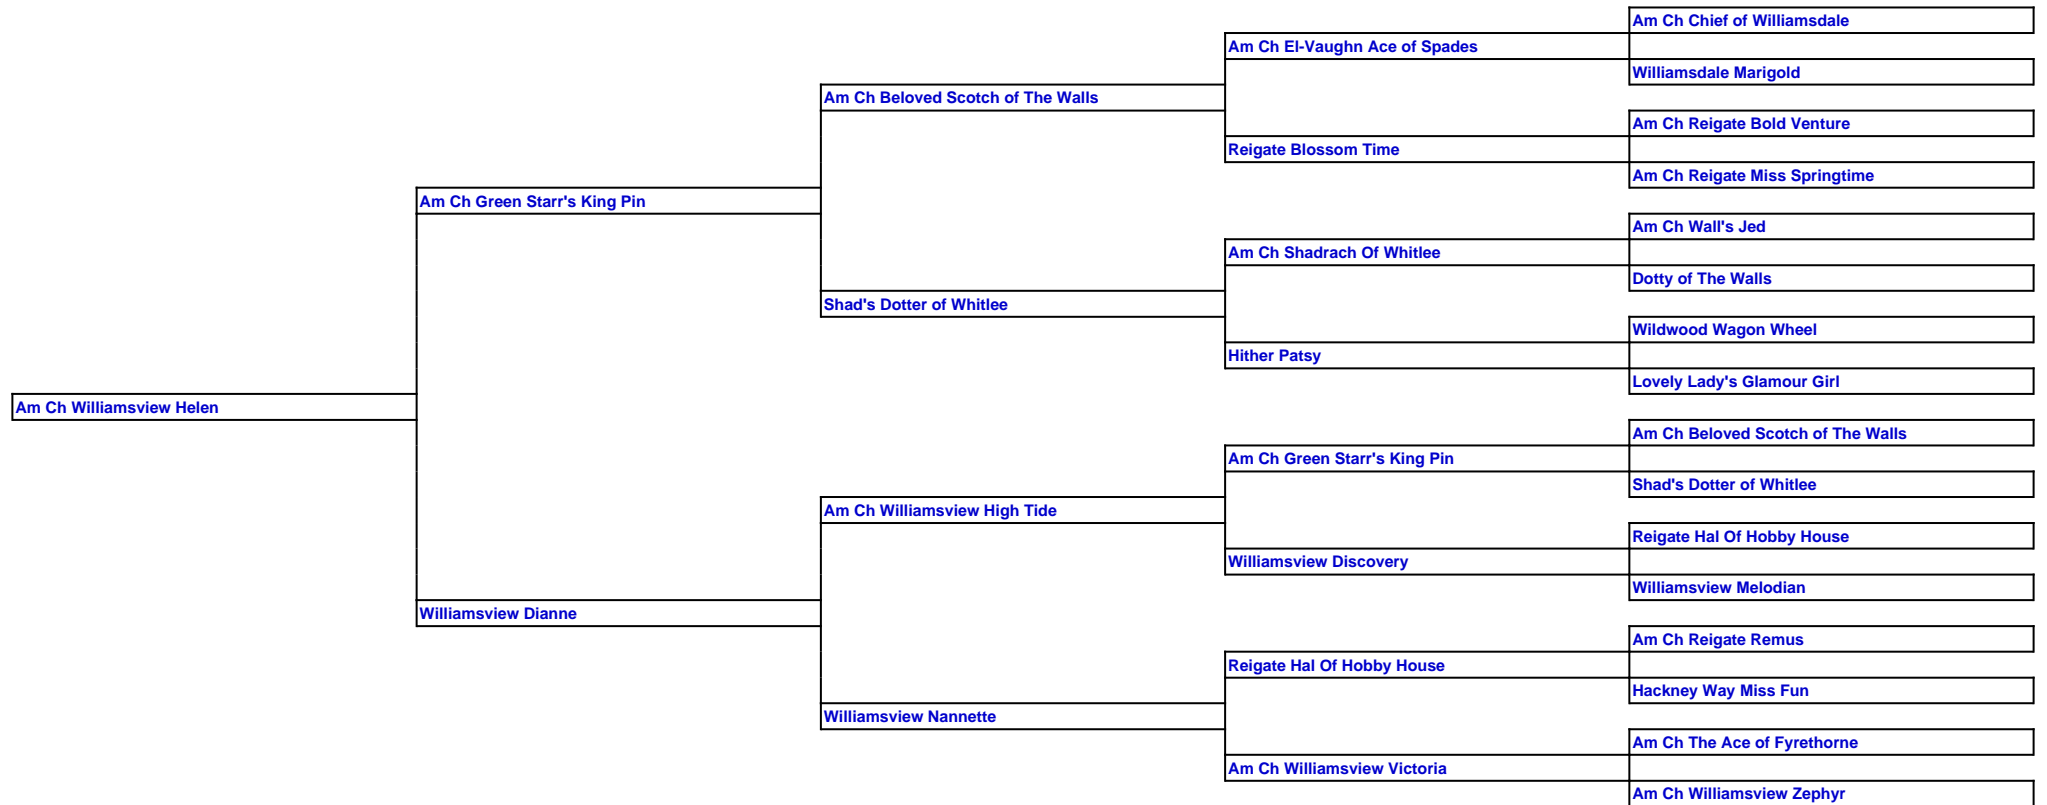 Am Ch Chief of Williamsdale
Am Ch El-Vaughn Ace of Spades
Williamsdale Marigold
Am Ch Beloved Scotch of The Walls
Am Ch Reigate Bold Venture
Reigate Blossom Time
Am Ch Reigate Miss Springtime
Am Ch Green Starr's King Pin
Am Ch Wall's Jed
Am Ch Shadrach Of Whitlee
Dotty of The Walls
Shad's Dotter of Whitlee
Wildwood Wagon Wheel
Hither Patsy
Lovely Lady's Glamour Girl
Am Ch Williamsview Helen
Am Ch Beloved Scotch of The Walls
Am Ch Green Starr's King Pin
Shad's Dotter of Whitlee
Am Ch Williamsview High Tide
Reigate Hal Of Hobby House
Williamsview Discovery
Williamsview Melodian
Williamsview Dianne
Am Ch Reigate Remus
Reigate Hal Of Hobby House
Hackney Way Miss Fun
Williamsview Nannette
Am Ch The Ace of Fyrethorne
Am Ch Williamsview Victoria
Am Ch Williamsview Zephyr